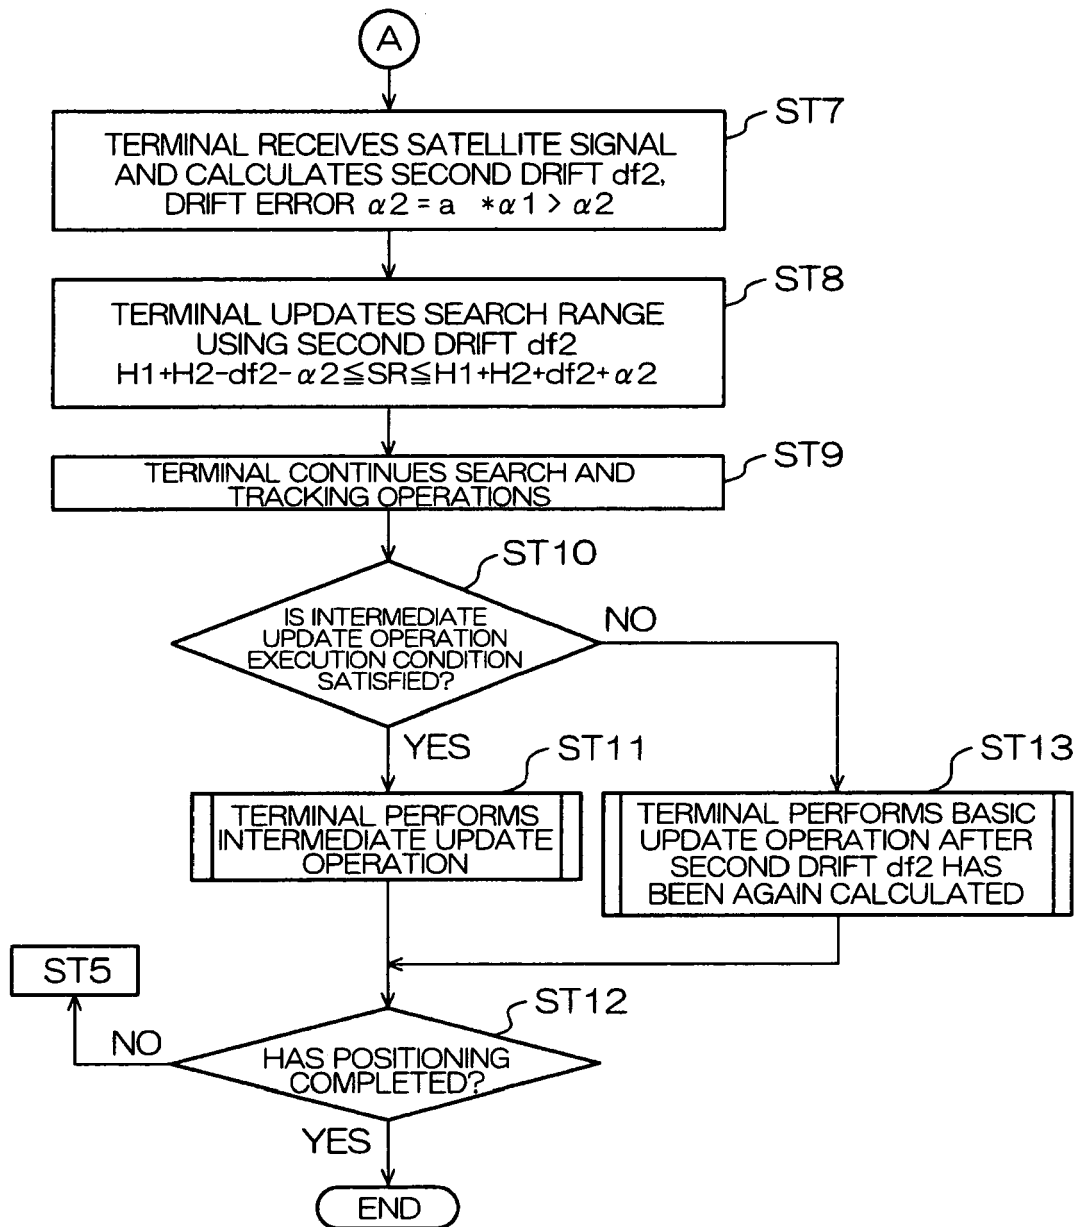 A
ST7
TERMINAL RECEIVES SATELLITE SIGNAL
AND CALCULATES SECOND DRIFT df2,
DRIFT ERROR α2 = a *α1 > α2
ST8
TERMINAL UPDATES SEARCH RANGE
USING SECOND DRIFT df2
H1+H2-df2-α2≦SR≦H1+H2+df2+α2
ST9
TERMINAL CONTINUES SEARCH AND
TRACKING OPERATIONS
ST10
IS INTERMEDIATE
UPDATE OPERATION
EXECUTION CONDITION
SATISFIED?
NO
YES
ST11
TERMINAL PERFORMS
INTERMEDIATE UPDATE
OPERATION
ST13
TERMINAL PERFORMS BASIC
UPDATE OPERATION AFTER
SECOND DRIFT df2 HAS
BEEN AGAIN CALCULATED
ST5
NO
ST12
HAS POSITIONING
COMPLETED?
YES
END